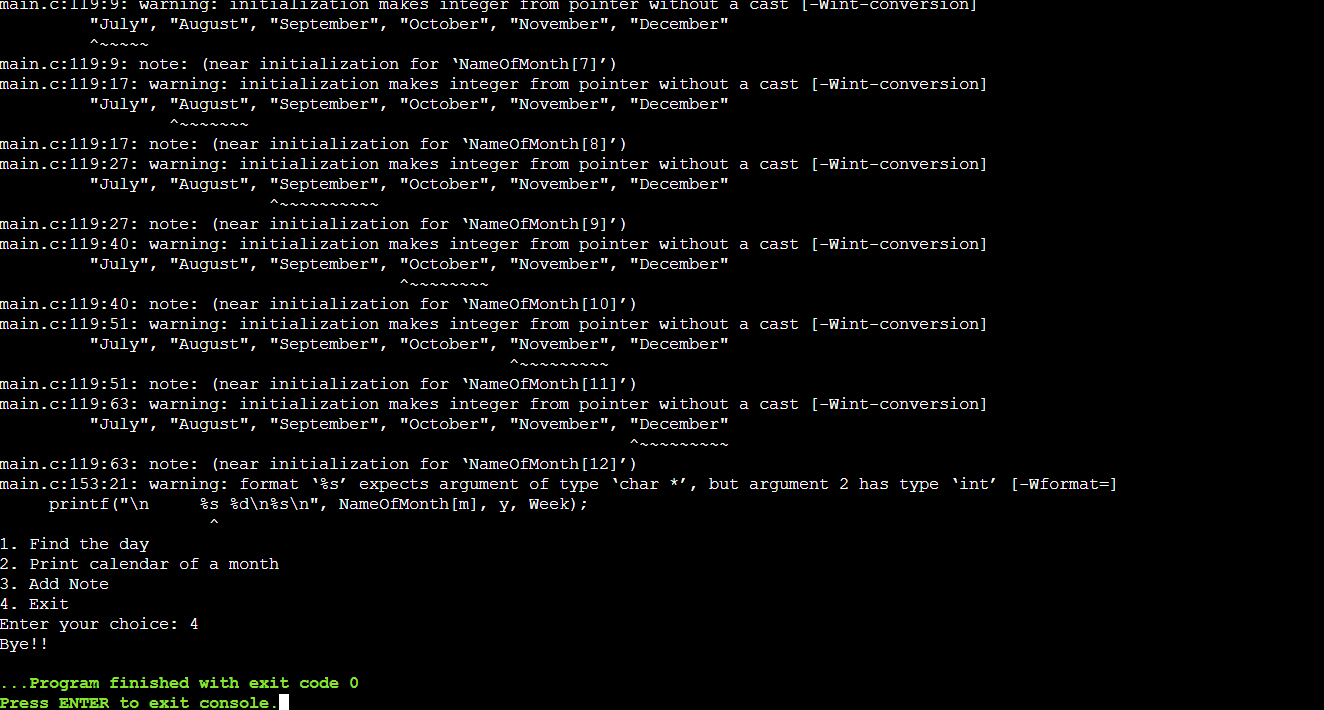 main.c:119:9: warning: initialization makes integer from pointer without a cast [-Wint-conversion]
         "July", "August", "September", "October", "November", "December"
         ^~~~~~
main.c:119:9: note: (near initialization for ‘NameOfMonth[7]’)
main.c:119:17: warning: initialization makes integer from pointer without a cast [-Wint-conversion]
         "July", "August", "September", "October", "November", "December"
                 ^~~~~~~~
main.c:119:17: note: (near initialization for ‘NameOfMonth[8]’)
main.c:119:27: warning: initialization makes integer from pointer without a cast [-Wint-conversion]
         "July", "August", "September", "October", "November", "December"
                           ^~~~~~~~~~~
main.c:119:27: note: (near initialization for ‘NameOfMonth[9]’)
main.c:119:40: warning: initialization makes integer from pointer without a cast [-Wint-conversion]
         "July", "August", "September", "October", "November", "December"
                                        ^~~~~~~~~
main.c:119:40: note: (near initialization for ‘NameOfMonth[10]’)
main.c:119:51: warning: initialization makes integer from pointer without a cast [-Wint-conversion]
         "July", "August", "September", "October", "November", "December"
                                                   ^~~~~~~~~~
main.c:119:51: note: (near initialization for ‘NameOfMonth[11]’)
main.c:119:63: warning: initialization makes integer from pointer without a cast [-Wint-conversion]
         "July", "August", "September", "October", "November", "December"
                                                               ^~~~~~~~~~
main.c:119:63: note: (near initialization for ‘NameOfMonth[12]’)
main.c:153:21: warning: format ‘%s’ expects argument of type ‘char *’, but argument 2 has type ‘int’ [-Wformat=]
     printf("\n     %s %d\n%s\n", NameOfMonth[m], y, Week);
                     ^
1. Find the day
2. Print calendar of a month
3. Add Note
4. Exit
Enter your choice: 4
Bye!!
...Program finished with exit code 0
Press ENTER to exit console.